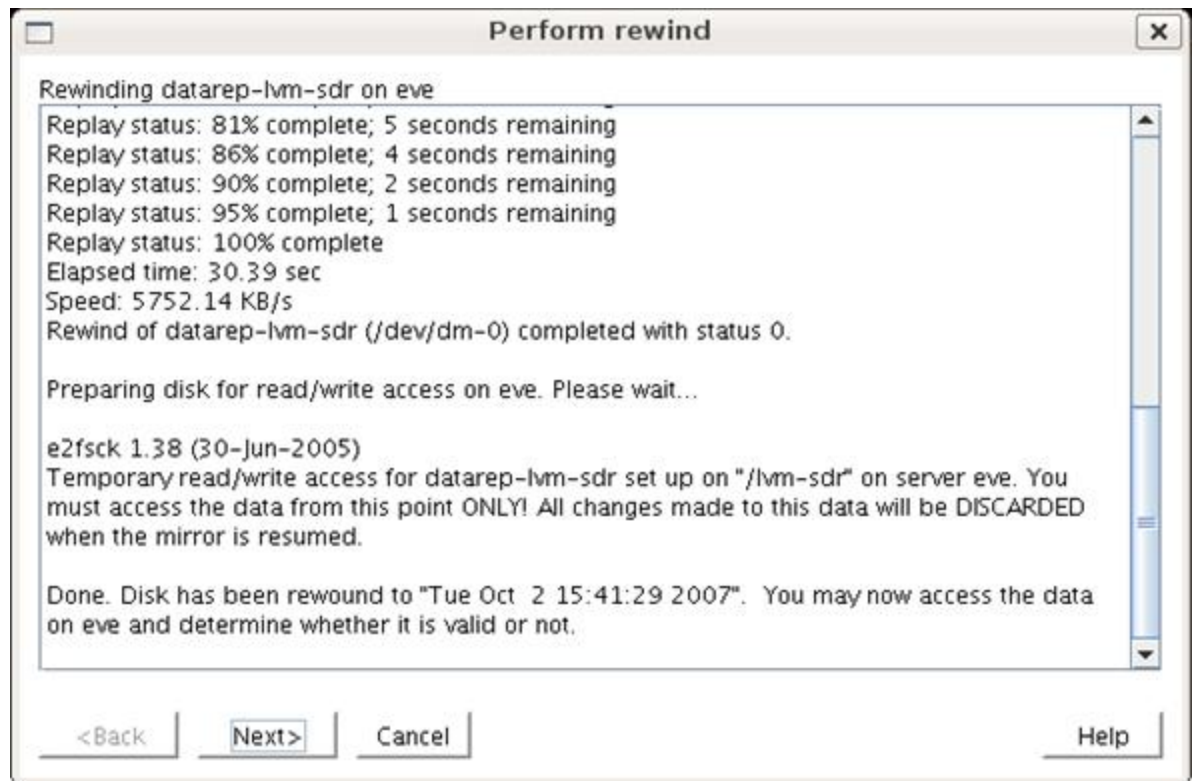 Perform rewind
Rewinding datarep-lvm-sdr on eve
Replay status: 81% complete; 5 seconds remaining
Replay status: 86% complete; 4 seconds remaining
Replay status: 90% complete; 2 seconds remaining
Replay status: 95% complete; 1 seconds remaining
Replay status: 100% complete
Elapsed time: 30.39 sec
Speed: 5752.14 KB/s
Rewind of datarep-lvm-sdr (/dev/dm-0) completed with status 0.
Preparing disk for read/write access on eve. Please wait...
e2fsck 1.38 (30-Jun-2005)
Temporary read/write access for datarep-lvm-sdr set up on "/lvm-sdr" on server eve. You
must access the data from this point ONLY! All changes made to this data will be DISCARDED
when the mirror is resumed.
Done. Disk has been rewound to "Tue Oct  2 15:41:29 2007".  You may now access the data
on eve and determine whether it is valid or not.
<Back Next> Cancel Help